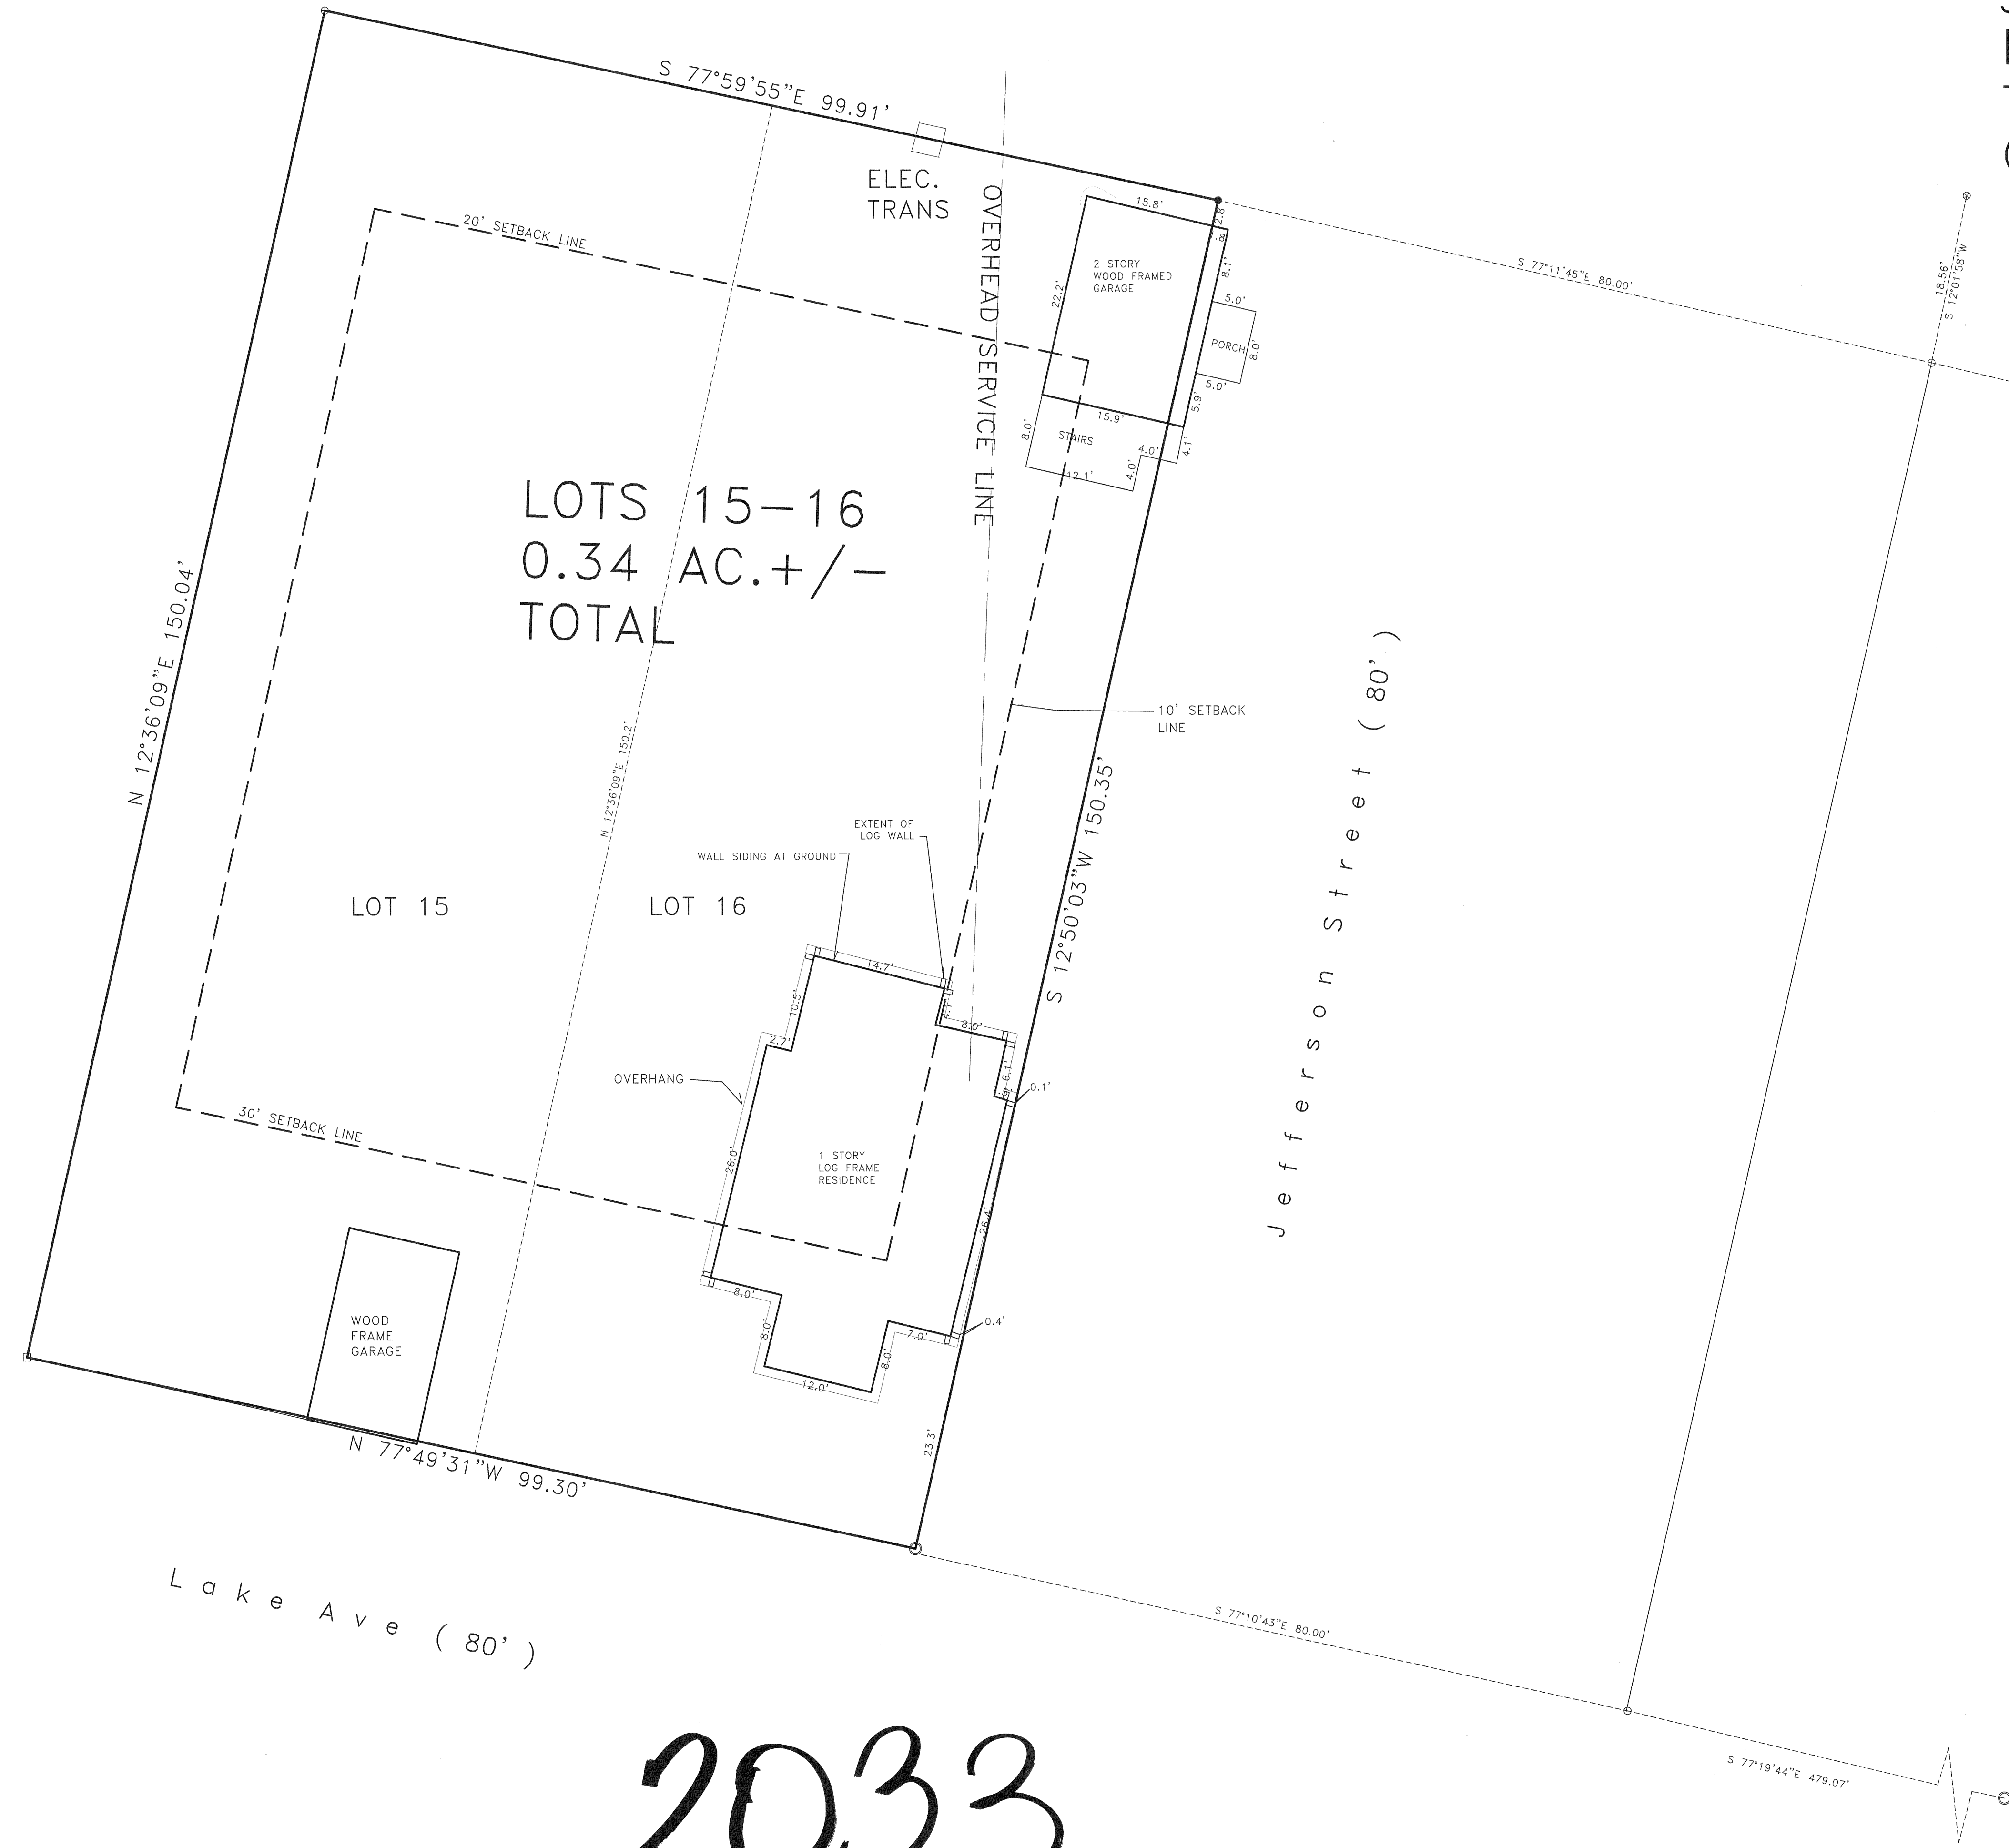 S 77°59'55"E 99.91'
ELEC.
TRANS
OVERHEAD SERVICE LINE
20' SETBACK LINE
15.8'
2.8'
.8'
2 STORY
WOOD FRAMED
GARAGE
22.2'
8.1'
5.0'
PORCH
8.0'
5.0'
5.9'
15.9'
STAIRS
8.0'
12.1'
4.0'
4.0'
4.1'
S 77°11'45"E 80.00'
18.56'
S 12°01'58"W
LOTS 15-16
0.34 AC.+/-
TOTAL
N 12°36'09"E 150.04'
N 12°36'09"E 150.2'
10' SETBACK
LINE
S 12°50'03"W 150.35'
Jefferson Street ( 80' )
EXTENT OF
LOG WALL
WALL SIDING AT GROUND
LOT 15
LOT 16
14.7'
10.5'
4.1'
8.0'
2.7'
6.1'
0.1'
OVERHANG
30' SETBACK LINE
26.0'
1 STORY
LOG FRAME
RESIDENCE
26.4'
8.0'
8.0'
12.0'
8.0'
7.0'
0.4'
23.3'
WOOD
FRAME
GARAGE
N 77°49'31"W 99.30'
Lake Ave ( 80' )
S 77°10'43"E 80.00'
S 77°19'44"E 479.07'
2033